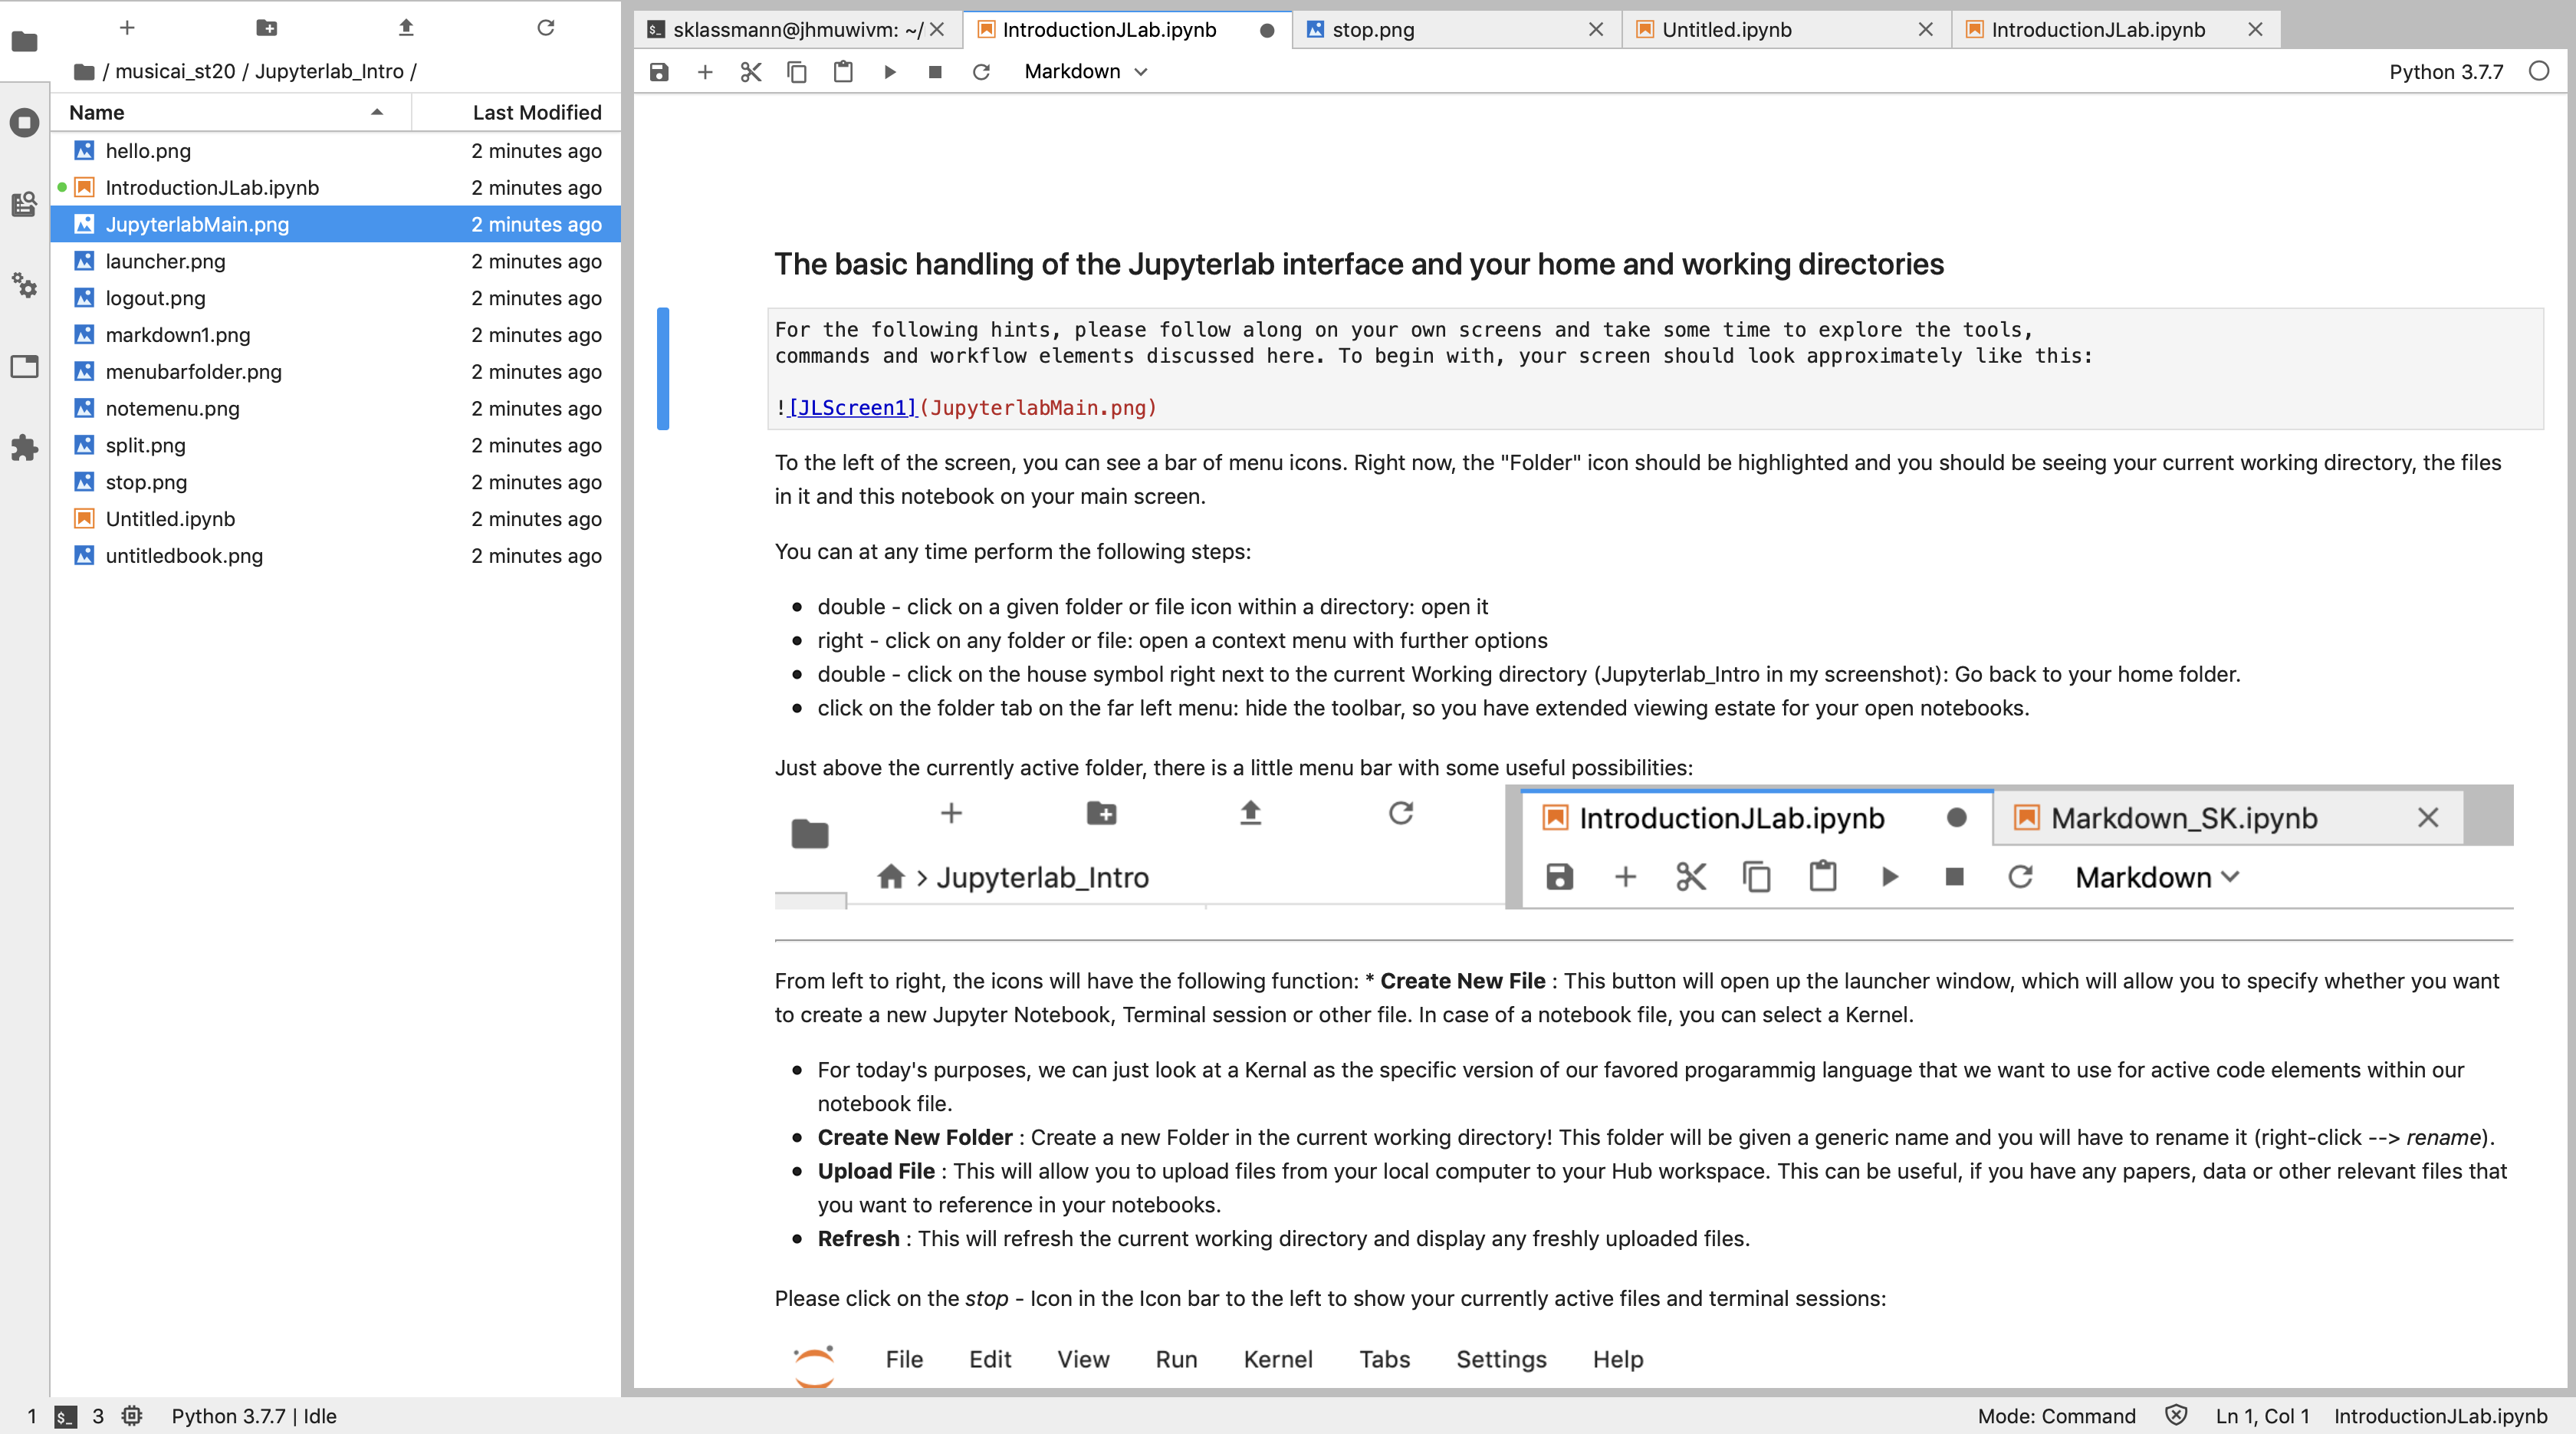 / musicai_st20 / Jupyterlab_Intro /
Name Last Modified
hello.png 2 minutes ago
IntroductionJLab.ipynb 2 minutes ago
JupyterlabMain.png 2 minutes ago
launcher.png 2 minutes ago
logout.png 2 minutes ago
markdown1.png 2 minutes ago
menubarfolder.png 2 minutes ago
notemenu.png 2 minutes ago
split.png 2 minutes ago
stop.png 2 minutes ago
Untitled.ipynb 2 minutes ago
untitledbook.png 2 minutes ago
sklassmann@jhmuwivm: ~/ IntroductionJLab.ipynb stop.png Untitled.ipynb IntroductionJLab.ipynb
Markdown Python 3.7.7
The basic handling of the Jupyterlab interface and your home and working directories
For the following hints, please follow along on your own screens and take some time to explore the tools,
commands and workflow elements discussed here. To begin with, your screen should look approximately like this:
![JLScreen1](JupyterlabMain.png)
To the left of the screen, you can see a bar of menu icons. Right now, the "Folder" icon should be highlighted and you should be seeing your current working directory, the files
in it and this notebook on your main screen.
You can at any time perform the following steps:
• double - click on a given folder or file icon within a directory: open it
• right - click on any folder or file: open a context menu with further options
• double - click on the house symbol right next to the current Working directory (Jupyterlab_Intro in my screenshot): Go back to your home folder.
• click on the folder tab on the far left menu: hide the toolbar, so you have extended viewing estate for your open notebooks.
Just above the currently active folder, there is a little menu bar with some useful possibilities:
IntroductionJLab.ipynb Markdown_SK.ipynb
> Jupyterlab_Intro Markdown
From left to right, the icons will have the following function: * Create New File : This button will open up the launcher window, which will allow you to specify whether you want
to create a new Jupyter Notebook, Terminal session or other file. In case of a notebook file, you can select a Kernel.
• For today's purposes, we can just look at a Kernal as the specific version of our favored progarammig language that we want to use for active code elements within our
notebook file.
• Create New Folder : Create a new Folder in the current working directory! This folder will be given a generic name and you will have to rename it (right-click --> rename).
• Upload File : This will allow you to upload files from your local computer to your Hub workspace. This can be useful, if you have any papers, data or other relevant files that
you want to reference in your notebooks.
• Refresh : This will refresh the current working directory and display any freshly uploaded files.
Please click on the stop - Icon in the Icon bar to the left to show your currently active files and terminal sessions:
File Edit View Run Kernel Tabs Settings Help
1 $_ 3 Python 3.7.7 | Idle Mode: Command Ln 1, Col 1 IntroductionJLab.ipynb